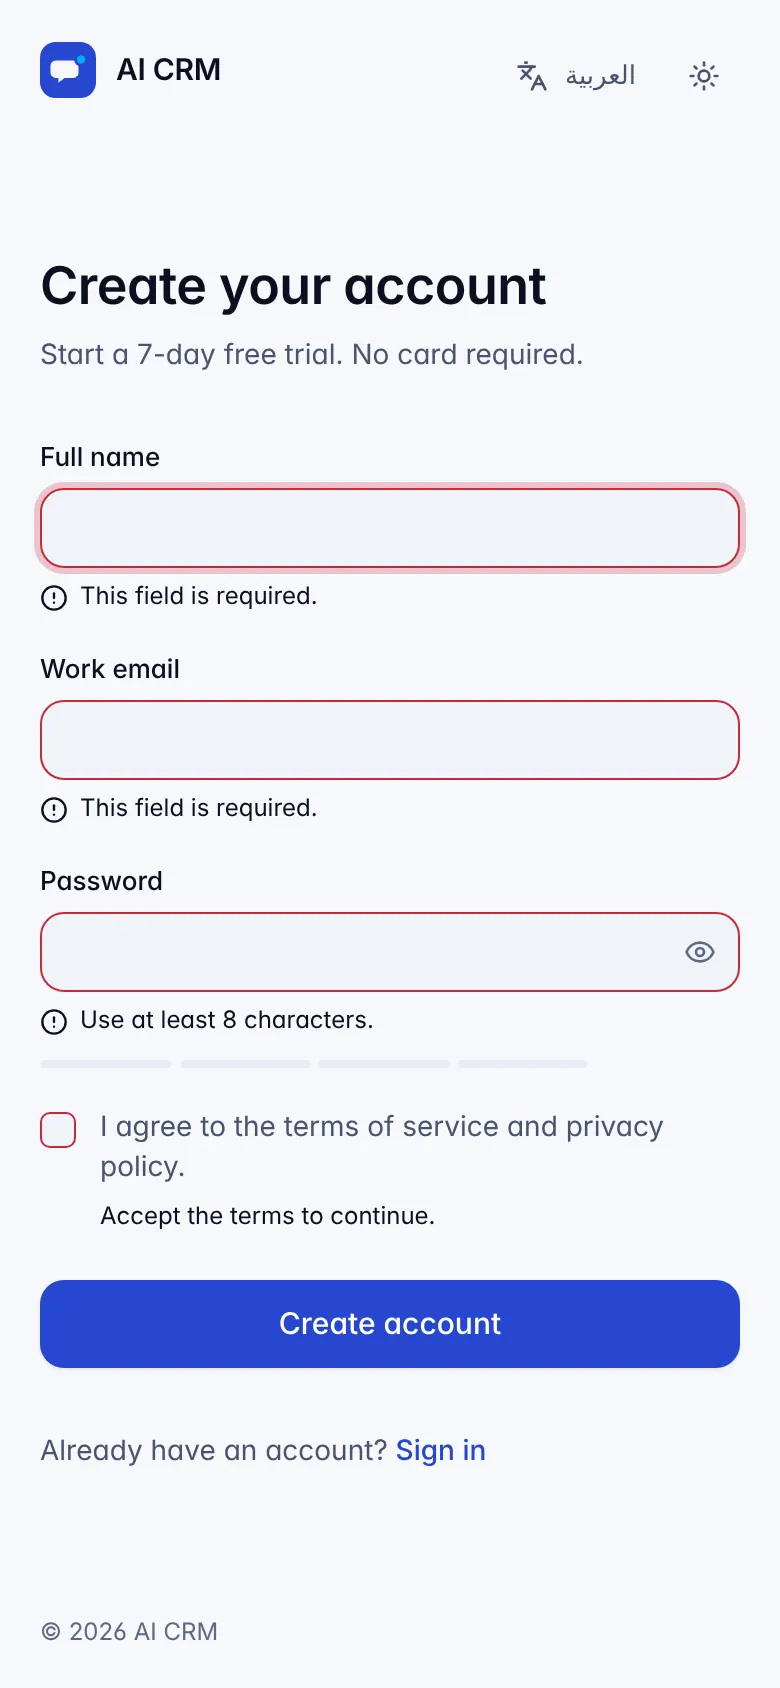 AI CRM
العربية
Create your account
Start a 7-day free trial. No card required.
Full name
This field is required.
Work email
This field is required.
Password
Use at least 8 characters.
I agree to the terms of service and privacy
policy.
Accept the terms to continue.
Create account
Already have an account? Sign in
© 2026 AI CRM